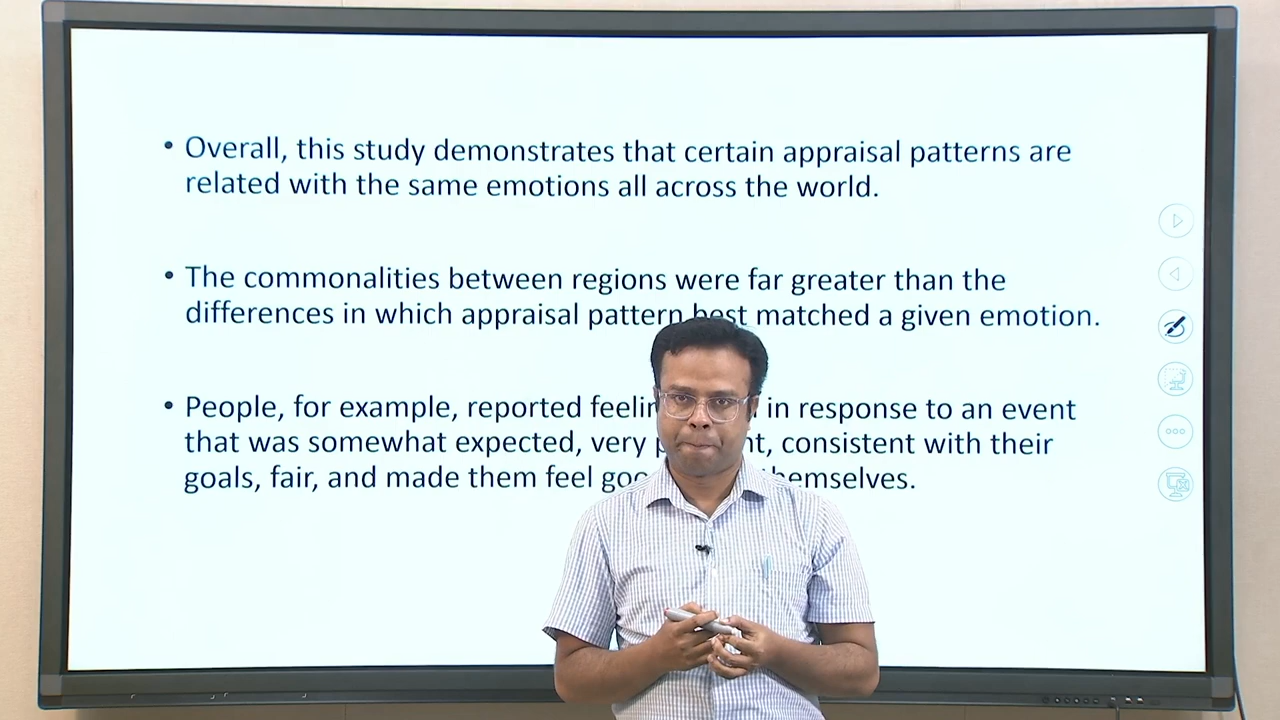 • Overall, this study demonstrates that certain appraisal patterns are
related with the same emotions all across the world.
• The commonalities between regions were far greater than the
differences in which appraisal pattern best matched a given emotion.
• People, for example, reported in response to an event
that was somewhat expected, very consistent with their
goals, fair, and made them feel themselves.